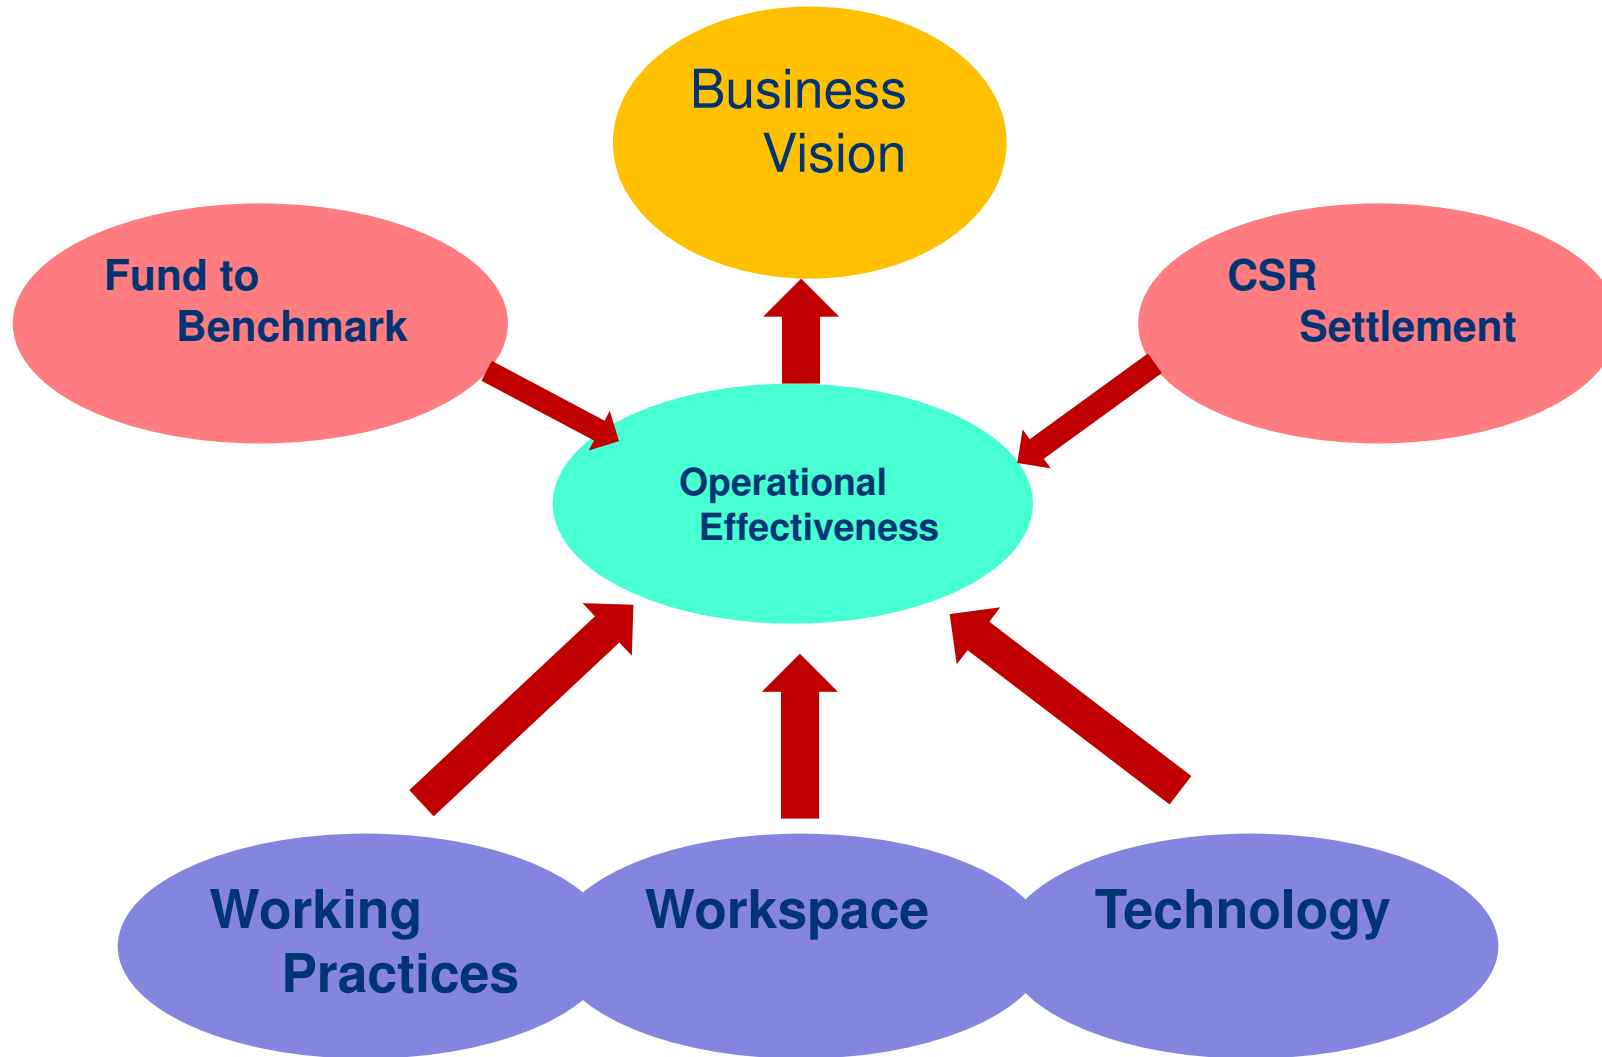 Business
Vision
Fund to
Benchmark
CSR
Settlement
Operational
Effectiveness
Working
Practices
Workspace
Technology